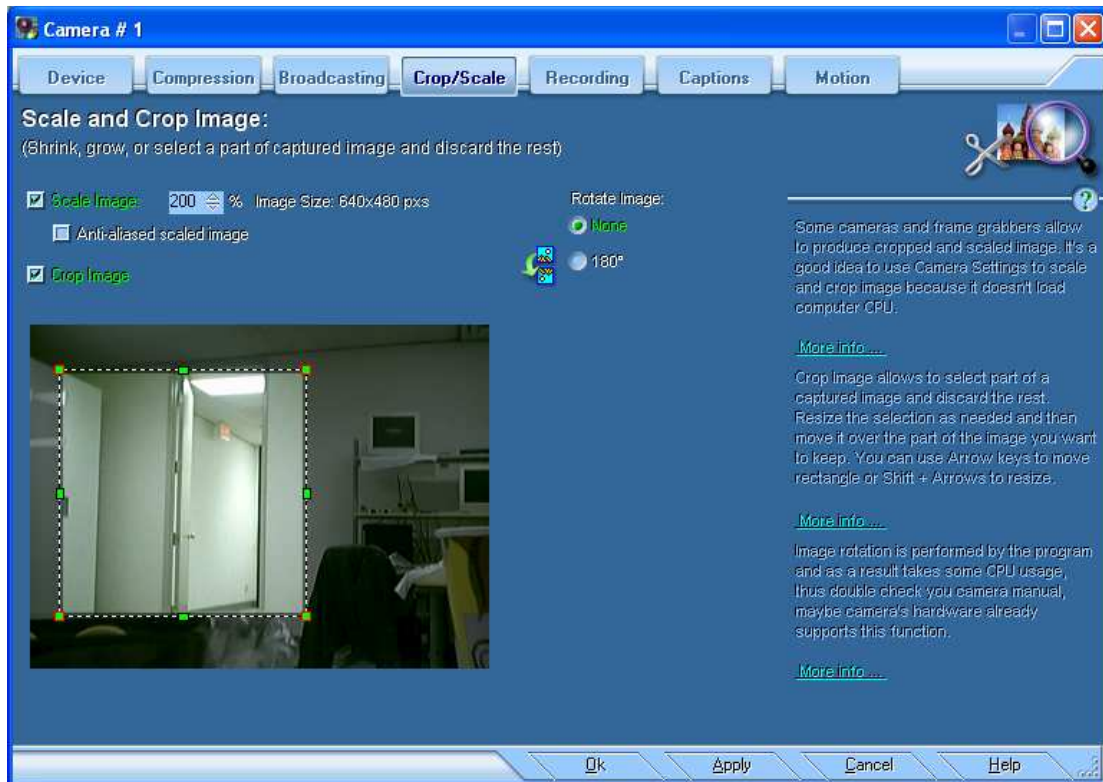 Camera # 1
Device
Compression
Broadcasting
Crop/Scale
Recording
Captions
Motion
Scale and Crop Image:
(Shrink, grow, or select a part of captured image and discard the rest)
Scale Image:
200
%
Image Size: 640x480 pxs
Anti-aliased scaled image
Crop Image
Rotate Image:
None
180°
?
Some cameras and frame grabbers allow
to produce cropped and scaled image. It's a
good idea to use Camera Settings to scale
and crop image because it doesn't load
computer CPU.
More info ...
Crop Image allows to select part of a
captured image and discard the rest.
Resize the selection as needed and then
move it over the part of the image you want
to keep. You can use Arrow keys to move
rectangle or Shift + Arrows to resize.
More info ...
Image rotation is performed by the program
and as a result takes some CPU usage,
thus double check you camera manual,
maybe camera's hardware already
supports this function.
More info ...
Ok
Apply
Cancel
Help